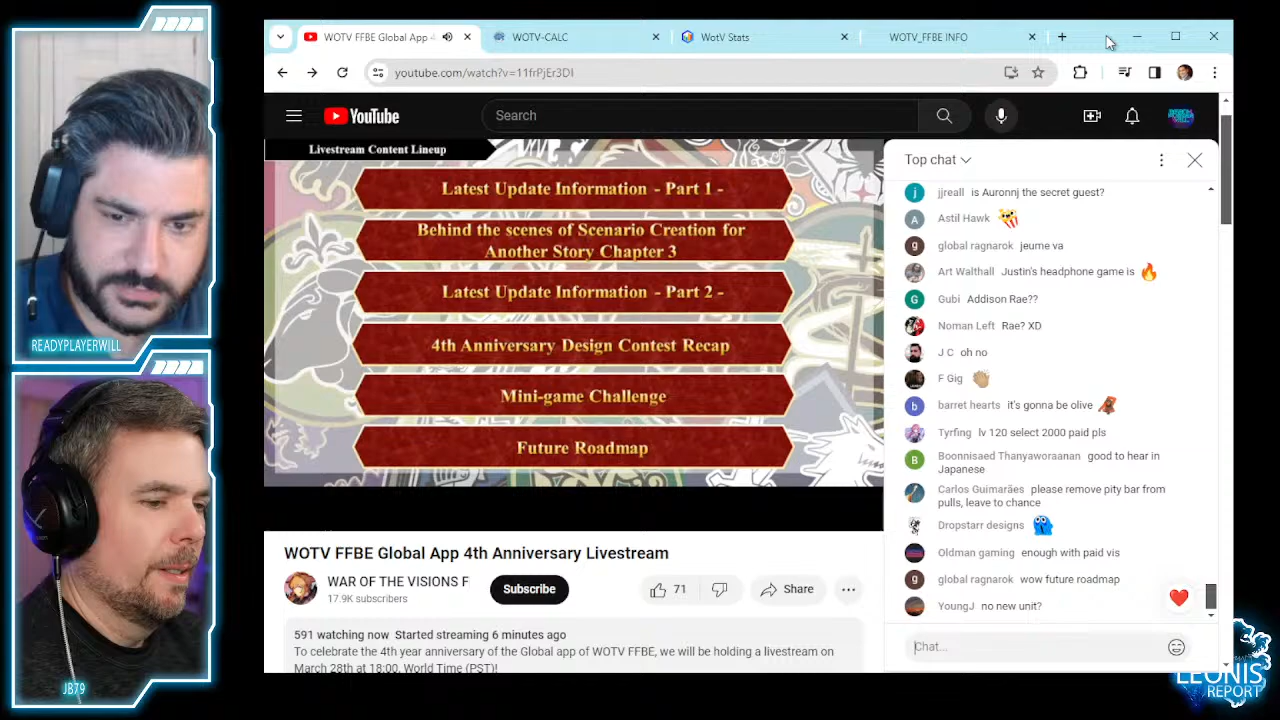 WOTV FFBE Global App 4
WOTV-CALC
WotV Stats
WOTV_FFBE INFO
youtube.com/watch?v=11frPjEr3DI
YouTube
Search
Livestream Content Lineup
Latest Update Information - Part 1 -
Behind the scenes of Scenario Creation for
Another Story Chapter 3
Latest Update Information - Part 2 -
4th Anniversary Design Contest Recap
Mini-game Challenge
Future Roadmap
WOTV FFBE Global App 4th Anniversary Livestream
WAR OF THE VISIONS F
17.9K subscribers
Subscribe
71
Share
591 watching now Started streaming 6 minutes ago
To celebrate the 4th year anniversary of the Global app of WOTV FFBE, we will be holding a livestream on
March 28th at 18:00, World Time (PST)!
Top chat
j jjreall is Auronnj the secret guest?
A Astil Hawk
g global ragnarok jeume va
Art Walthall Justin's headphone game is
G Gubi Addison Rae??
Noman Left Rae? XD
J C oh no
F Gig
b barret hearts it's gonna be olive
Tyrfing lv 120 select 2000 paid pls
B Boonnisaed Thanyaworaanan good to hear in
Japanese
Carlos Guimarães please remove pity bar from
pulls, leave to chance
Dropstarr designs
Oldman gaming enough with paid vis
g global ragnarok wow future roadmap
YoungJ no new unit?
Chat...
READYPLAYERWILL
JB79
LEONIS
REPORT